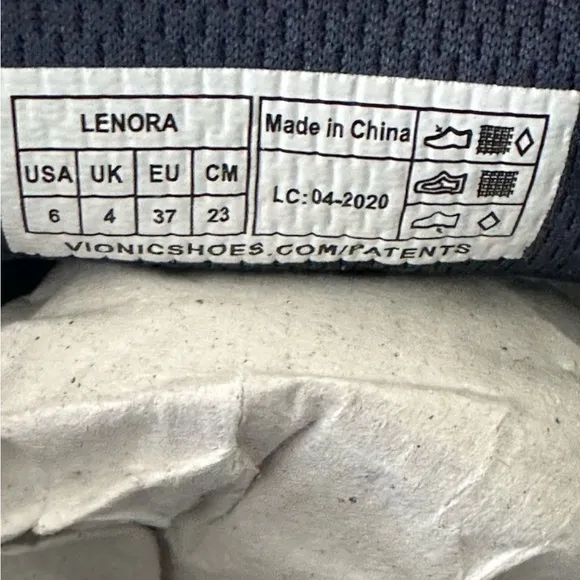 LENORA
USA UK EU CM
6 4 37 23
Made in China
LC: 04-2020
VIONICSHOES.COM/PATENTS